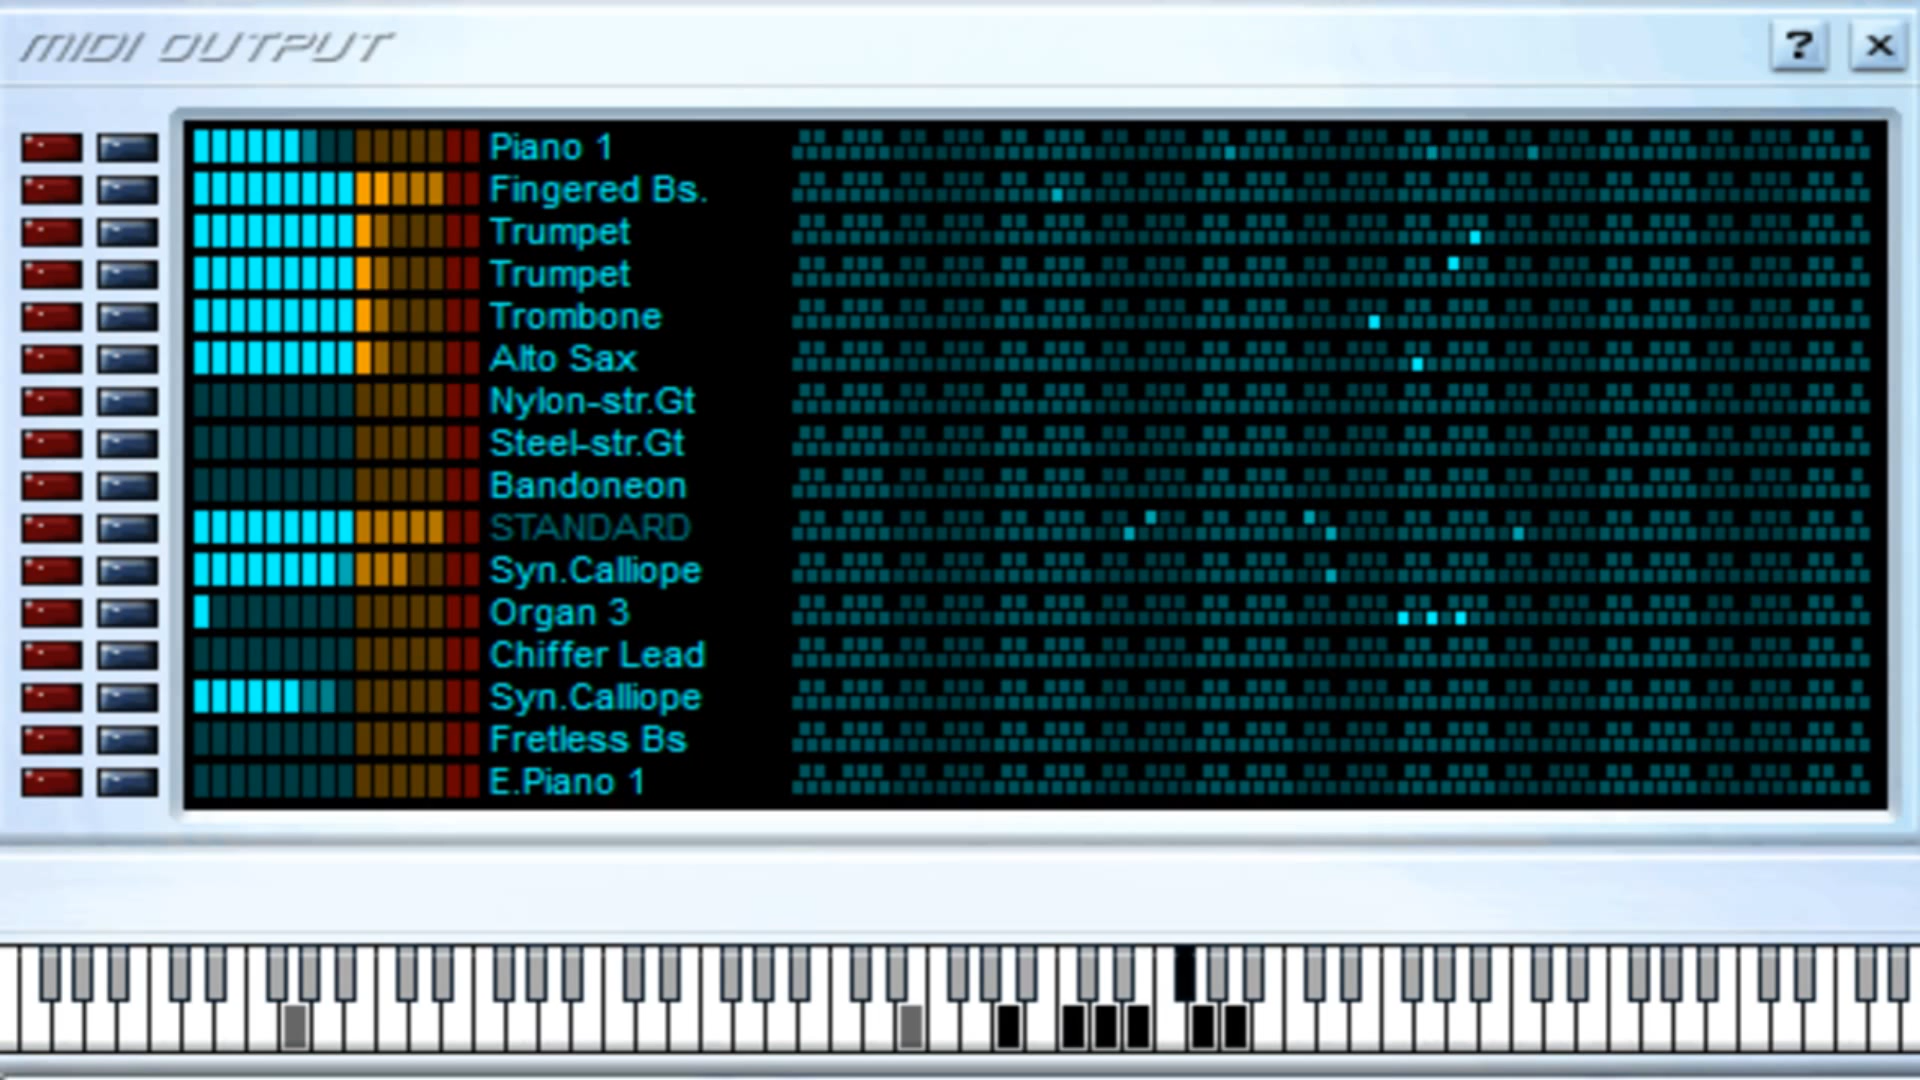 MIDI OUTPUT
? X
Piano 1
Fingered Bs.
Trumpet
Trumpet
Trombone
Alto Sax
Nylon-str.Gt
Steel-str.Gt
Bandoneon
STANDARD
Syn.Calliope
Organ 3
Chiffer Lead
Syn.Calliope
Fretless Bs
E.Piano 1